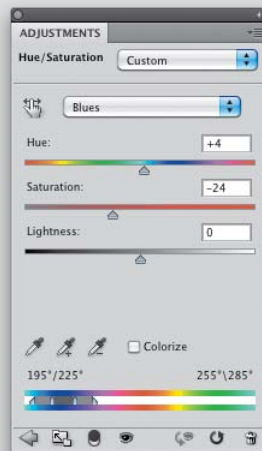 ADJUSTMENTS
Hue/Saturation Custom
Blues
Hue: +4
Saturation: −24
Lightness: 0
Colorize
195°/225° 255°\285°